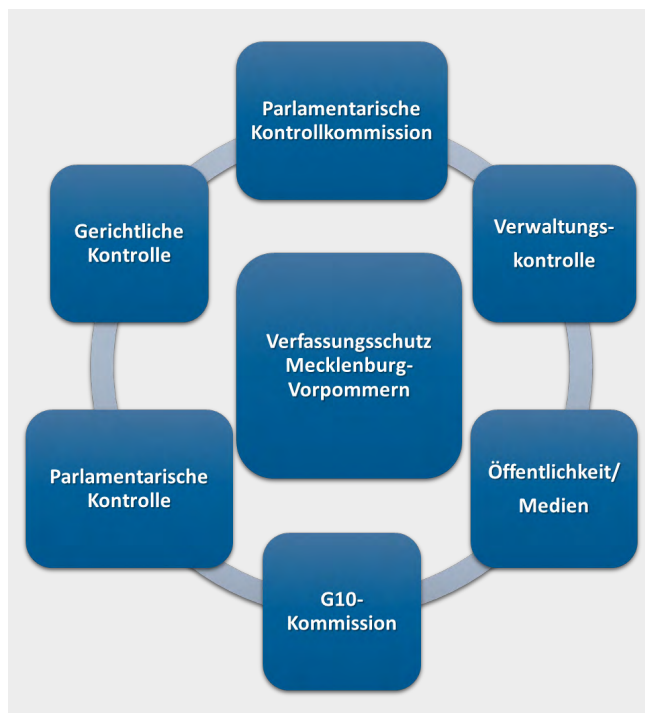 Parlamentarische
Kontrollkommission
Gerichtliche
Kontrolle
Verwaltungs-
kontrolle
Verfassungsschutz
Mecklenburg-
Vorpommern
Parlamentarische
Kontrolle
Öffentlichkeit/
Medien
G10-
Kommission